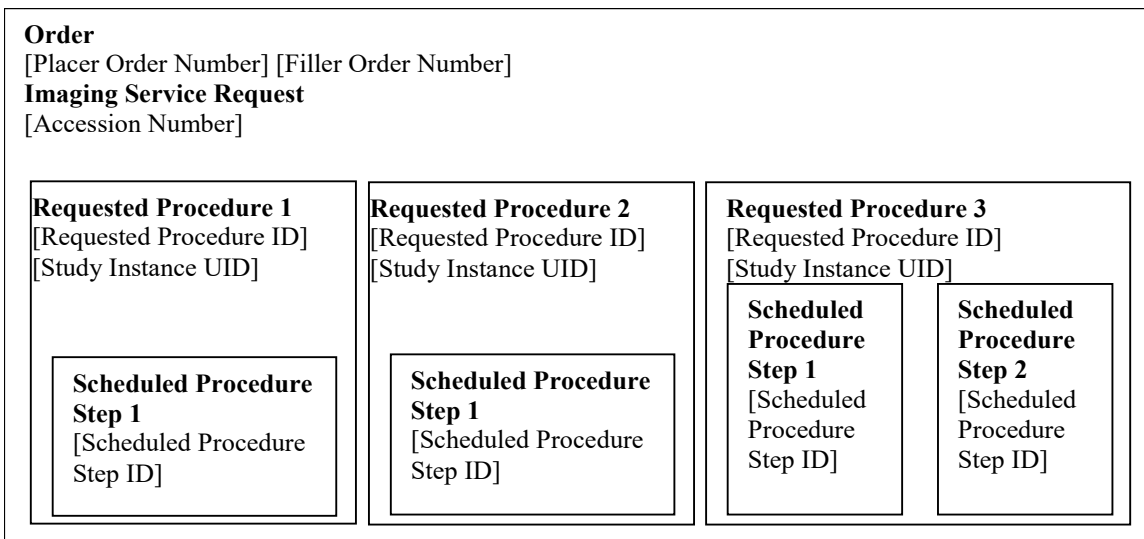 Order
[Placer Order Number] [Filler Order Number]
Imaging Service Request
[Accession Number]
Requested Procedure 1
[Requested Procedure ID]
[Study Instance UID]
Scheduled Procedure
Step 1
[Scheduled Procedure
Step ID]
Requested Procedure 2
[Requested Procedure ID]
[Study Instance UID]
Scheduled Procedure
Step 1
[Scheduled Procedure
Step ID]
Requested Procedure 3
[Requested Procedure ID]
[Study Instance UID]
Scheduled
Procedure
Step 1
[Scheduled
Procedure
Step ID]
Scheduled
Procedure
Step 2
[Scheduled
Procedure
Step ID]